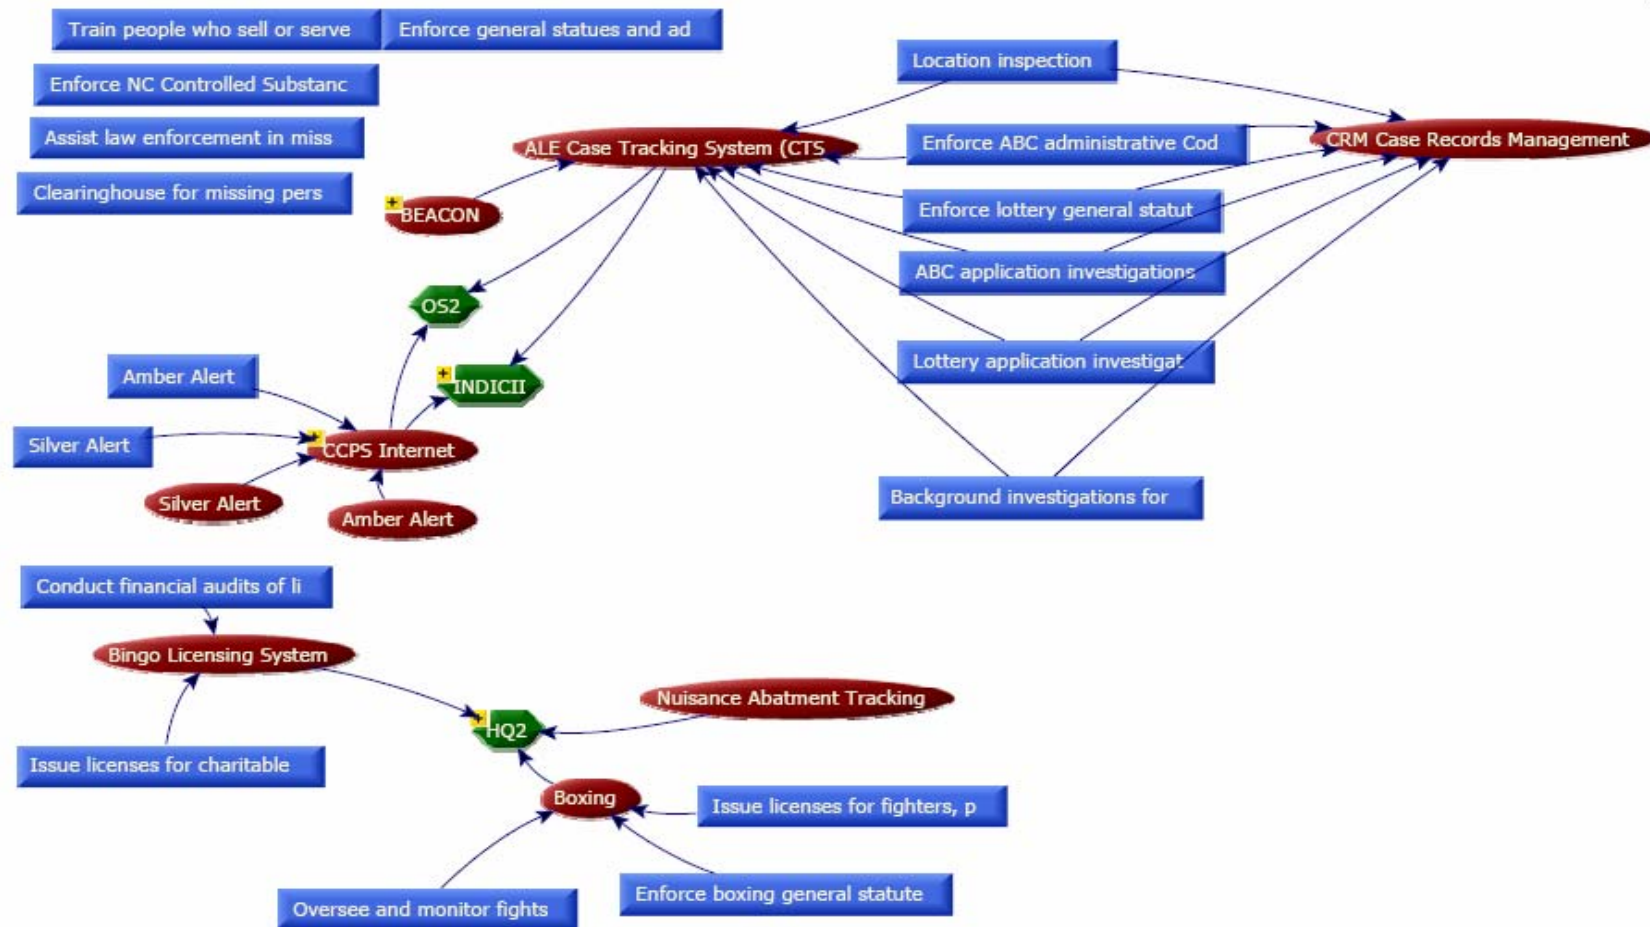 Train people who sell or serve
Enforce general statues and ad
Location inspection
Enforce NC Controlled Substanc
Assist law enforcement in miss
ALE Case Tracking System (CTS
Enforce ABC administrative Cod
CRM Case Records Management
Clearinghouse for missing pers
BEACON
Enforce lottery general statut
ABC application investigations
OS2
Lottery application investigat
Amber Alert
INDICII
Silver Alert
CCPS Internet
Silver Alert
Amber Alert
Background investigations for
Conduct financial audits of li
Bingo Licensing System
Nuisance Abatment Tracking
HQ2
Issue licenses for charitable
Boxing
Issue licenses for fighters, p
Enforce boxing general statute
Oversee and monitor fights